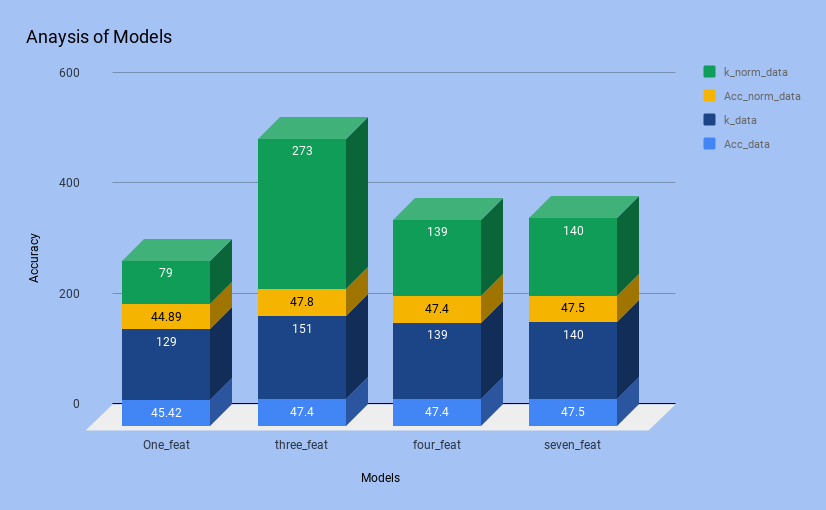 Anaysis of Models
600
400
200
0
Accuracy
k_norm_data
Acc_norm_data
k_data
Acc_data
79
44.89
129
45.42
273
47.8
151
47.4
139
47.4
139
47.4
140
47.5
140
47.5
One_feat
three_feat
four_feat
seven_feat
Models